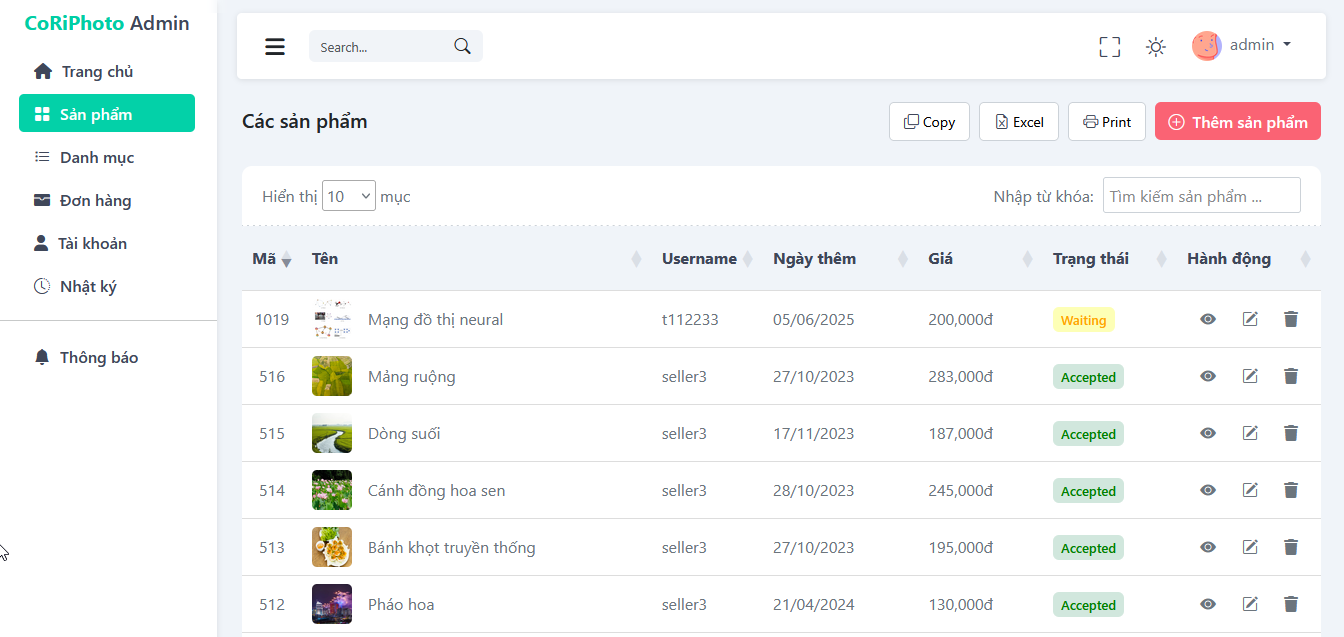 CoRiPhoto Admin
Trang chủ
Sản phẩm
Danh mục
Đơn hàng
Tài khoản
Nhật ký
Thông báo
Search...
admin
Các sản phẩm
Copy
Excel
Print
Thêm sản phẩm
Hiển thị 10 mục
Nhập từ khóa: Tìm kiếm sản phẩm ...
Mã Tên Username Ngày thêm Giá Trạng thái Hành động
1019 Mạng đồ thị neural t112233 05/06/2025 200,000đ Waiting
516 Mảng ruộng seller3 27/10/2023 283,000đ Accepted
515 Dòng suối seller3 17/11/2023 187,000đ Accepted
514 Cánh đồng hoa sen seller3 28/10/2023 245,000đ Accepted
513 Bánh khọt truyền thống seller3 27/10/2023 195,000đ Accepted
512 Pháo hoa seller3 21/04/2024 130,000đ Accepted